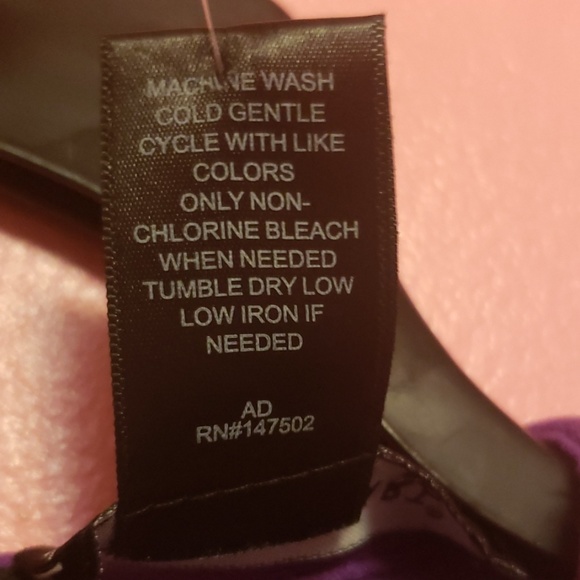 MACHINE WASH
COLD GENTLE
CYCLE WITH LIKE
COLORS
ONLY NON-
CHLORINE BLEACH
WHEN NEEDED
TUMBLE DRY LOW
LOW IRON IF
NEEDED
AD
RN#147502